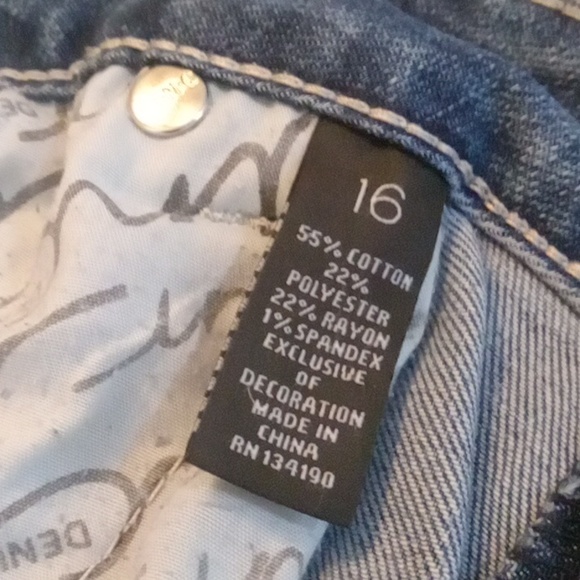 16
55% COTTON
22%
POLYESTER
22% RAYON
1% SPANDEX
EXCLUSIVE
OF
DECORATION
MADE IN
CHINA
RN 134190